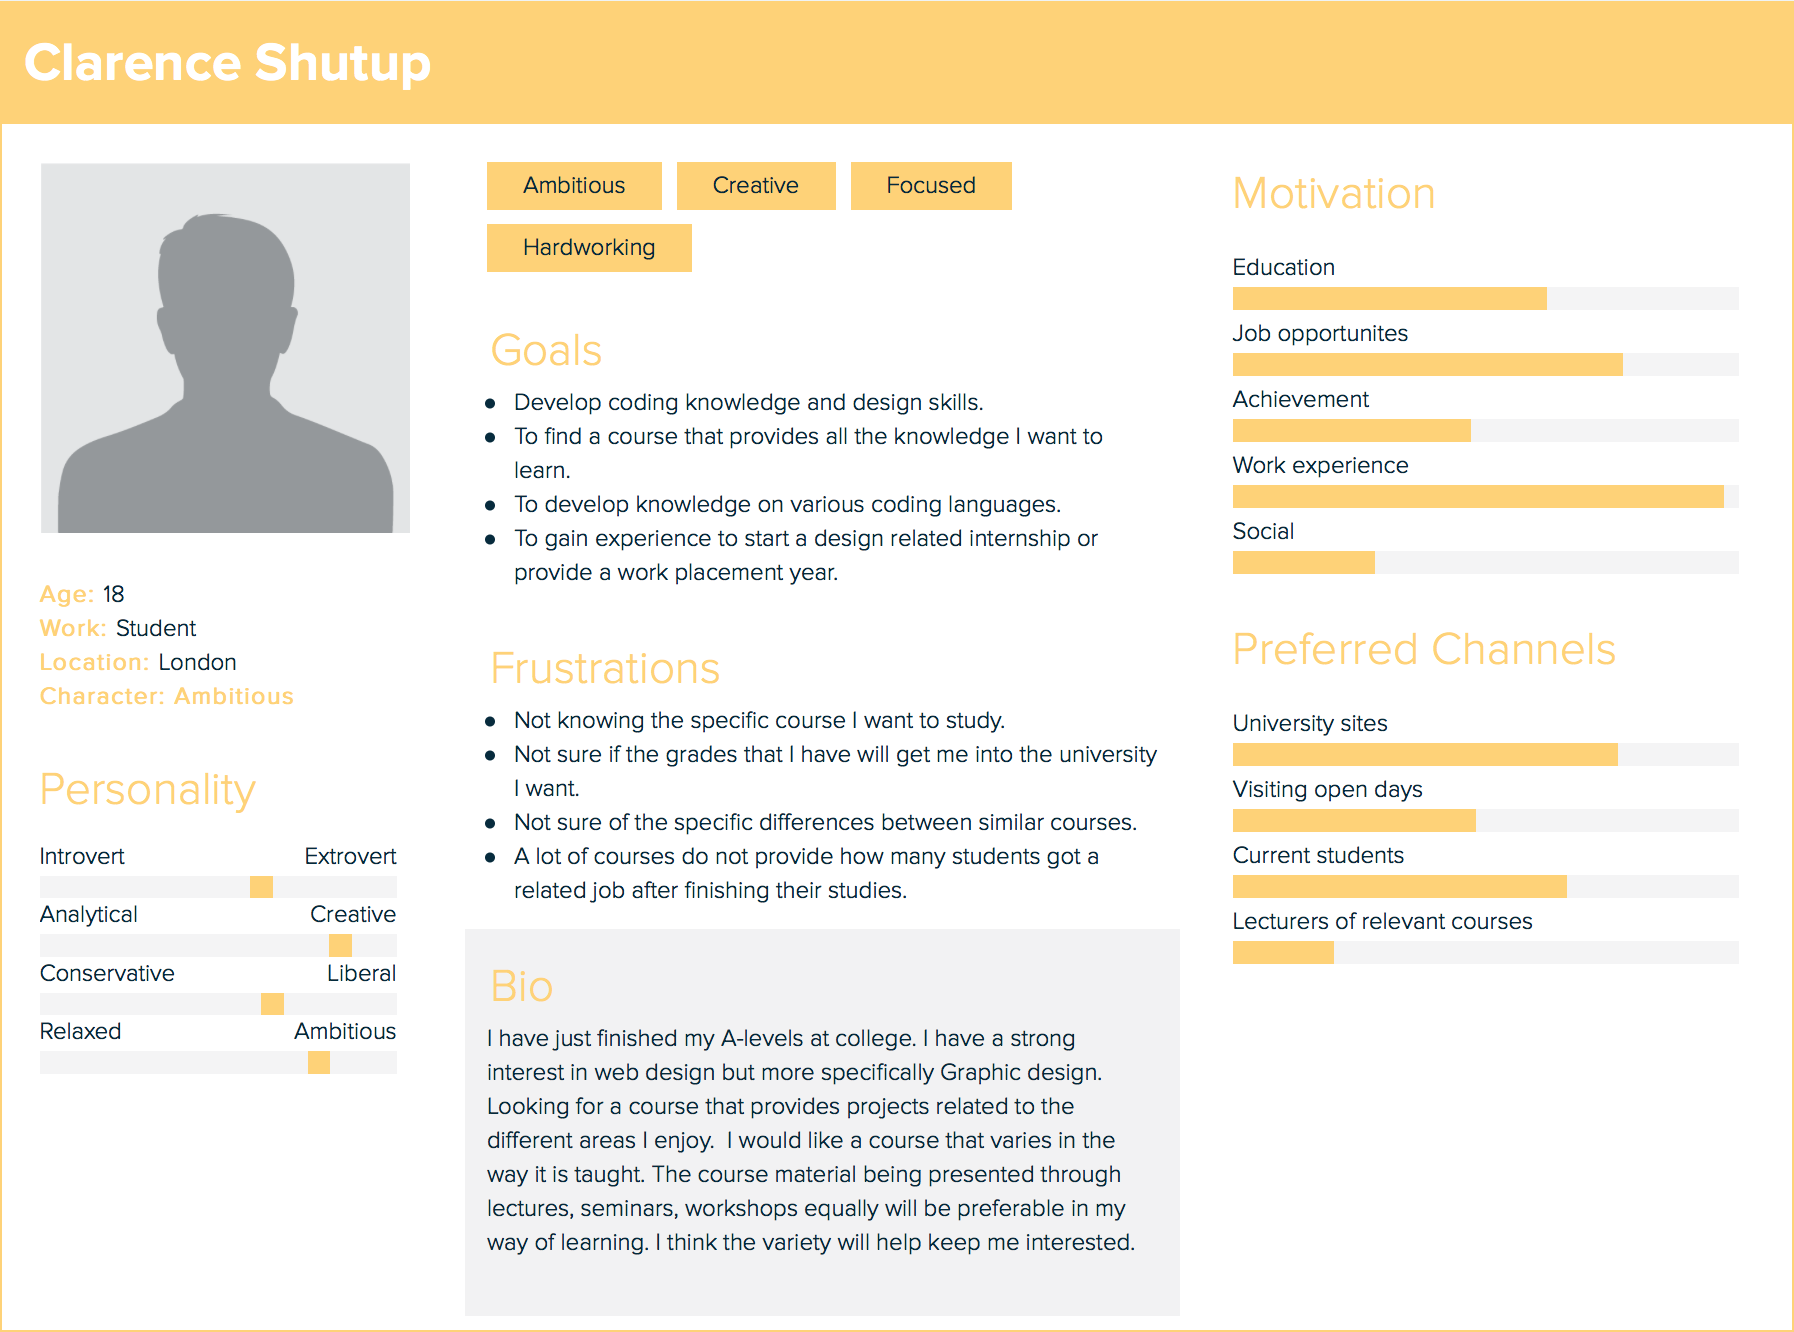 Clarence Shutup
Age: 18
Work: Student
Location: London
Character: Ambitious
Personality
Introvert Extrovert
Analytical Creative
Conservative Liberal
Relaxed Ambitious
Ambitious Creative Focused
Hardworking
Goals
• Develop coding knowledge and design skills.
• To find a course that provides all the knowledge I want to
learn.
• To develop knowledge on various coding languages.
• To gain experience to start a design related internship or
provide a work placement year.
Frustrations
• Not knowing the specific course I want to study.
• Not sure if the grades that I have will get me into the university
I want.
• Not sure of the specific differences between similar courses.
• A lot of courses do not provide how many students got a
related job after finishing their studies.
Bio
I have just finished my A-levels at college. I have a strong
interest in web design but more specifically Graphic design.
Looking for a course that provides projects related to the
different areas I enjoy.  I would like a course that varies in the
way it is taught. The course material being presented through
lectures, seminars, workshops equally will be preferable in my
way of learning. I think the variety will help keep me interested.
Motivation
Education
Job opportunites
Achievement
Work experience
Social
Preferred Channels
University sites
Visiting open days
Current students
Lecturers of relevant courses